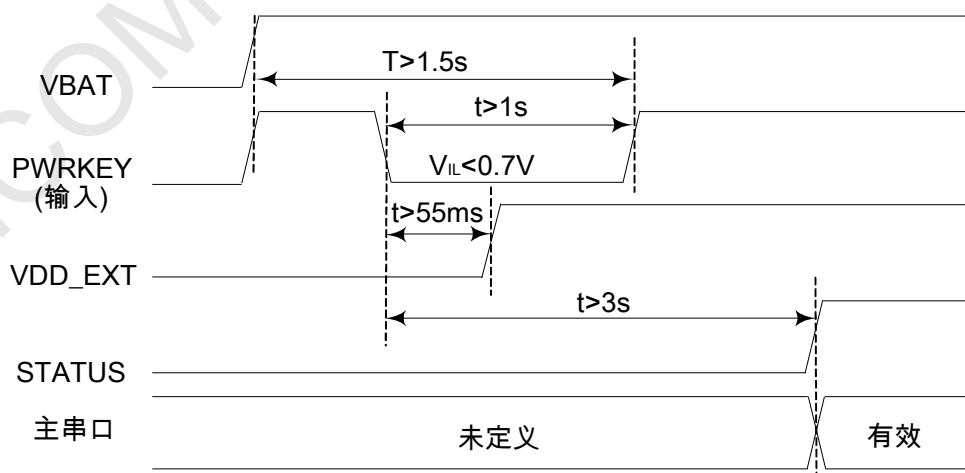 VBAT
T>1.5s
t>1s
PWRKEY
(输入)
VIL<0.7V
t>55ms
VDD_EXT
t>3s
STATUS
主串口
未定义
有效